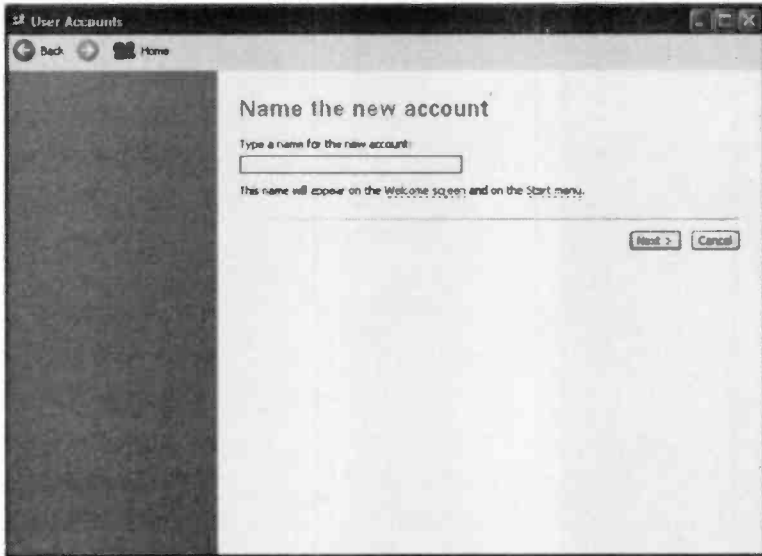 User Accounts
Back Home
Name the new account
Type a name for the new account:
This name will appear on the Welcome screen and on the Start menu.
Next > Cancel